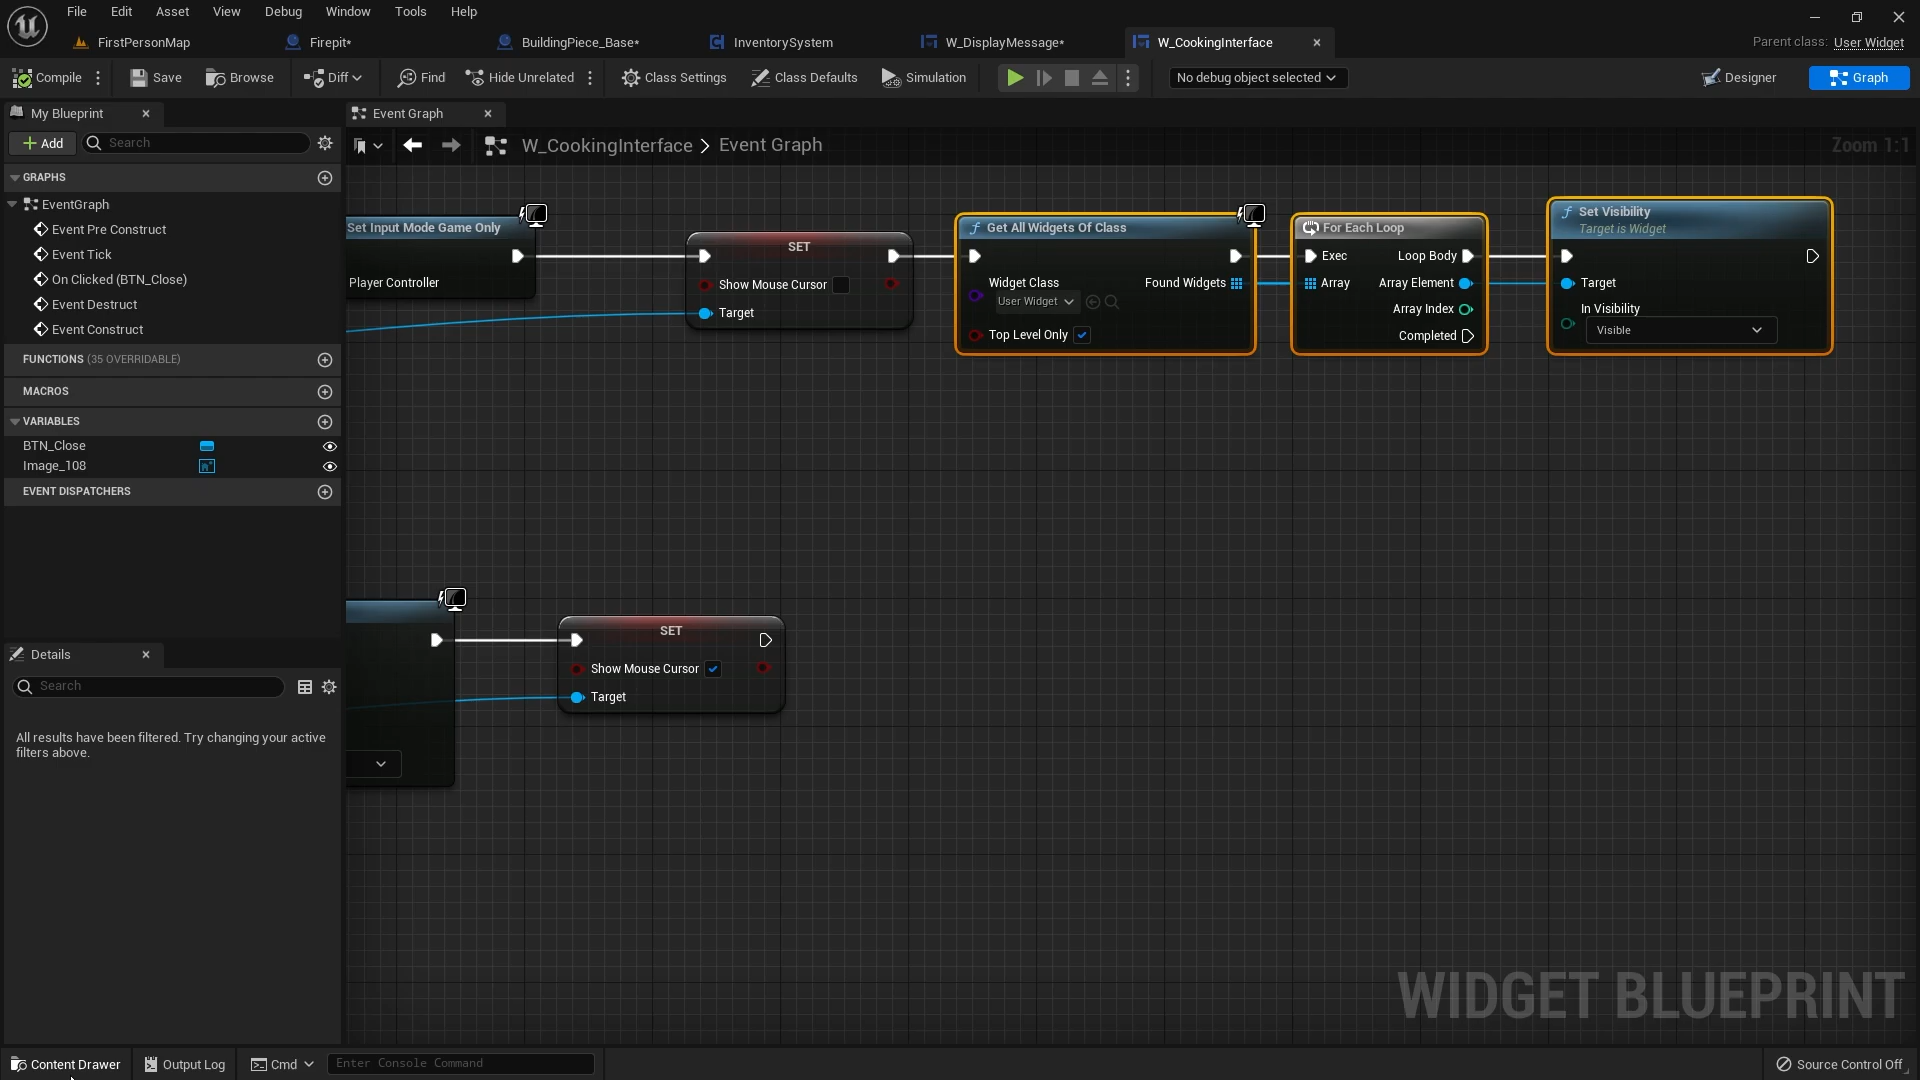 File Edit Asset View Debug Window Tools Help
FirstPersonMap Firepit* BuildingPiece_Base* InventorySystem W_DisplayMessage* W_CookingInterface Parent class: User Widget
Compile Save Browse Diff Find Hide Unrelated Class Settings Class Defaults Simulation No debug object selected Designer Graph
My Blueprint
Add Search
GRAPHS
EventGraph
Event Pre Construct
Event Tick
On Clicked (BTN_Close)
Event Destruct
Event Construct
FUNCTIONS (35 OVERRIDABLE)
MACROS
VARIABLES
BTN_Close
Image_108
EVENT DISPATCHERS
Details
Search
All results have been filtered. Try changing your active
filters above.
Event Graph
W_CookingInterface > Event Graph
Zoom 1:1
Set Input Mode Game Only
Player Controller
SET
Show Mouse Cursor
Target
Get All Widgets Of Class
Widget Class Found Widgets
User Widget
Top Level Only
For Each Loop
Exec Loop Body
Array Array Element
Array Index
Completed
Set Visibility
Target is Widget
Target
In Visibility
Visible
SET
Show Mouse Cursor
Target
WIDGET BLUEPRINT
Content Drawer Output Log Cmd Enter Console Command Source Control Off